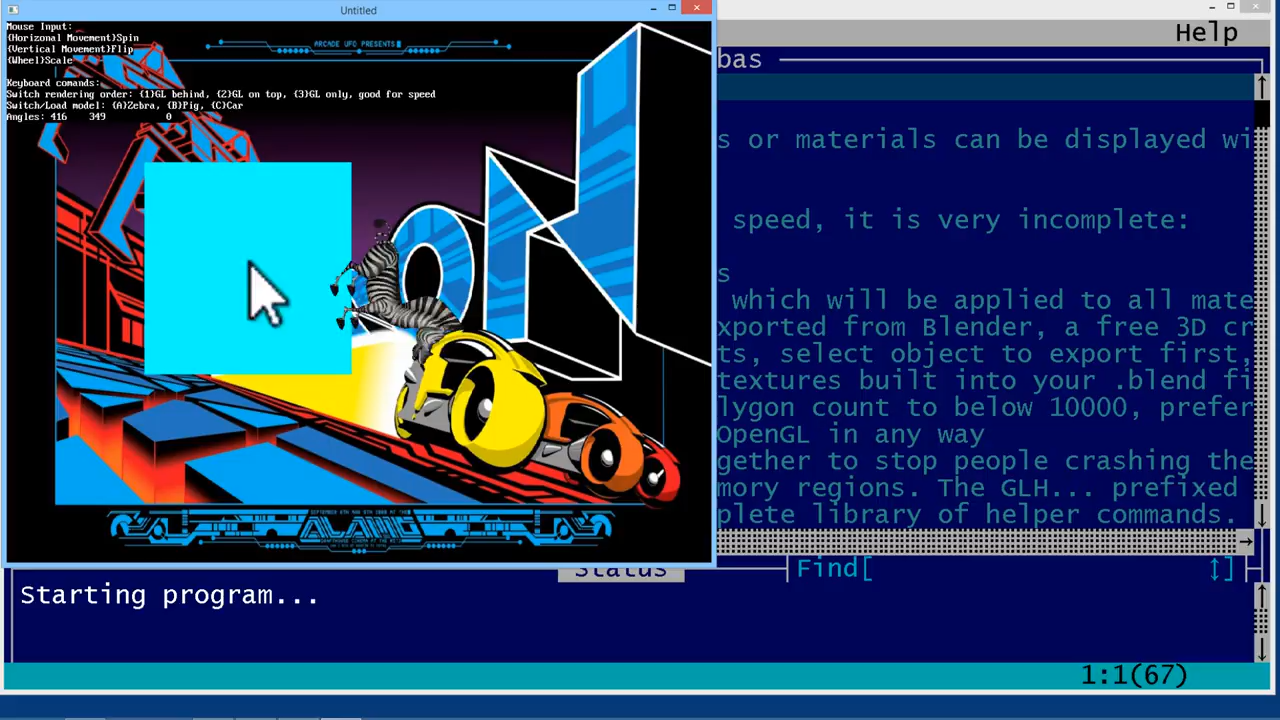 Untitled
Mouse Input:
{Horizonal Movement}Spin
{Vertical Movement}Flip
{Wheel}Scale
Keyboard comands:
Switch rendering order: {1}GL behind, {2}GL on top, {3}GL only, good for speed
Switch/Load model: {A}Zebra, {B}Pig, {C}Car
Angles: 416 349 0
ARCADE UFO PRESENTS
ON
ALAMO
Help
bas
s or materials can be displayed wi
speed, it is very incomplete:
s
which will be applied to all mate
xported from Blender, a free 3D cr
ts, select object to export first,
textures built into your .blend fi
lygon count to below 10000, prefer
OpenGL in any way
gether to stop people crashing the
mory regions. The GLH... prefixed
plete library of helper commands.
Status
Find[
↕]
Starting program...
1:1(67)